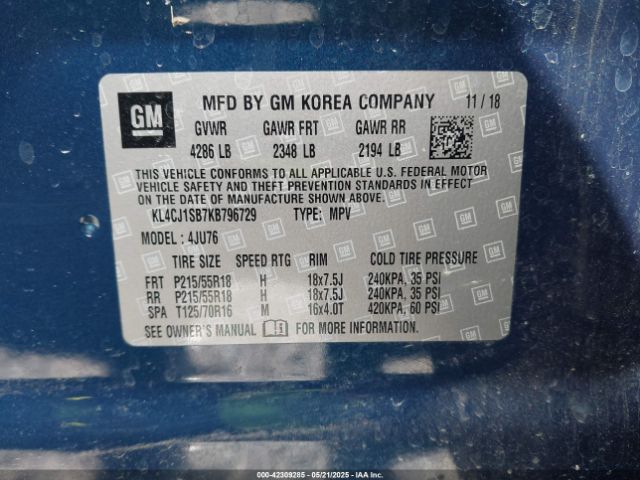 GM MFD BY GM KOREA COMPANY 11 / 18
GVWR GAWR FRT GAWR RR
4286 LB 2348 LB 2194 LB
THIS VEHICLE CONFORMS TO ALL APPLICABLE U.S. FEDERAL MOTOR
VEHICLE SAFETY AND THEFT PREVENTION STANDARDS IN EFFECT
ON THE DATE OF MANUFACTURE SHOWN ABOVE.
KL4CJ1SB7KB796729 TYPE: MPV
MODEL : 4JU76
TIRE SIZE SPEED RTG RIM COLD TIRE PRESSURE
FRT P215/55R18 H 18x7.5J 240KPA, 35 PSI
RR P215/55R18 H 18x7.5J 240KPA, 35 PSI
SPA T125/70R16 M 16x4.0T 420KPA, 60 PSI
SEE OWNER'S MANUAL FOR MORE INFORMATION.
000-42309285 - 05/21/2025 - IAA Inc.